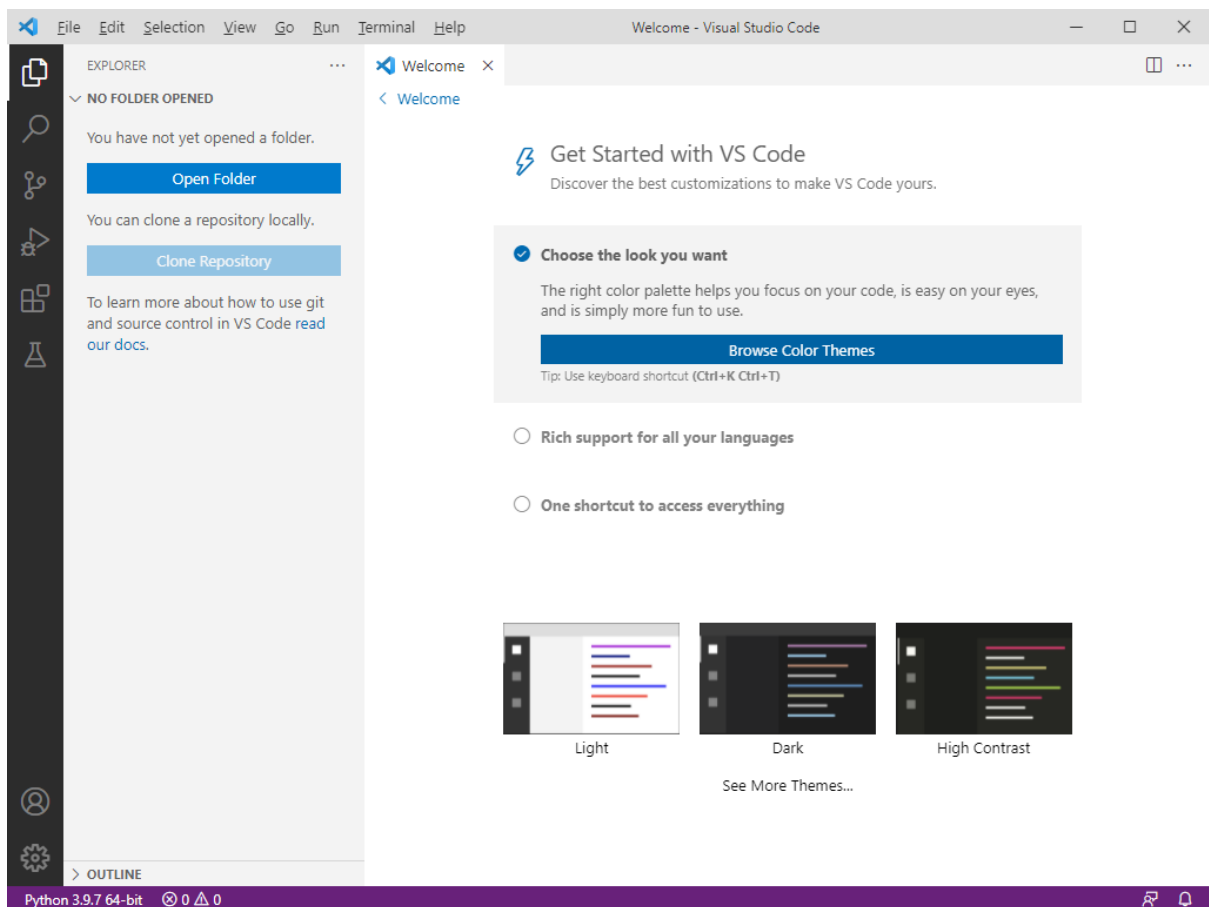 File Edit Selection View Go Run Terminal Help
Welcome - Visual Studio Code
EXPLORER
Welcome
NO FOLDER OPENED
Welcome
You have not yet opened a folder.
Open Folder
You can clone a repository locally.
Clone Repository
To learn more about how to use git
and source control in VS Code read
our docs.
Get Started with VS Code
Discover the best customizations to make VS Code yours.
Choose the look you want
The right color palette helps you focus on your code, is easy on your eyes,
and is simply more fun to use.
Browse Color Themes
Tip: Use keyboard shortcut (Ctrl+K Ctrl+T)
Rich support for all your languages
One shortcut to access everything
Light
Dark
High Contrast
See More Themes...
OUTLINE
Python 3.9.7 64-bit 0 0